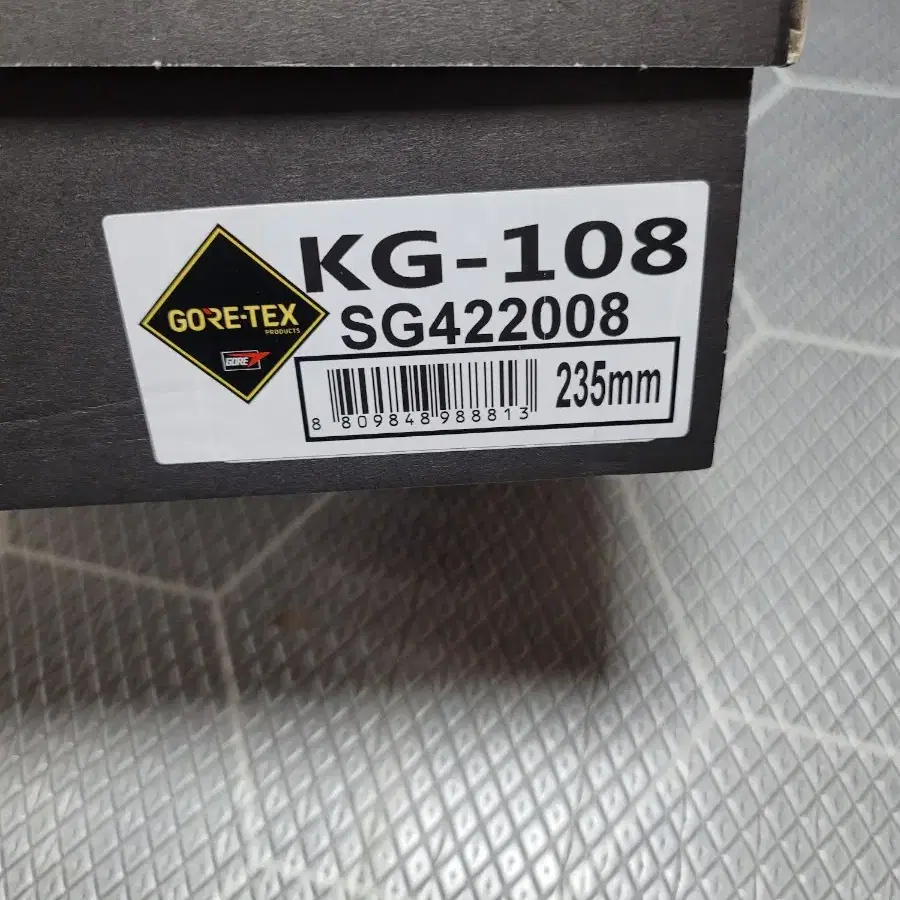 KG-108
GORE-TEX
PRODUCTS
GORE
SG422008
235mm
8 809848 988813